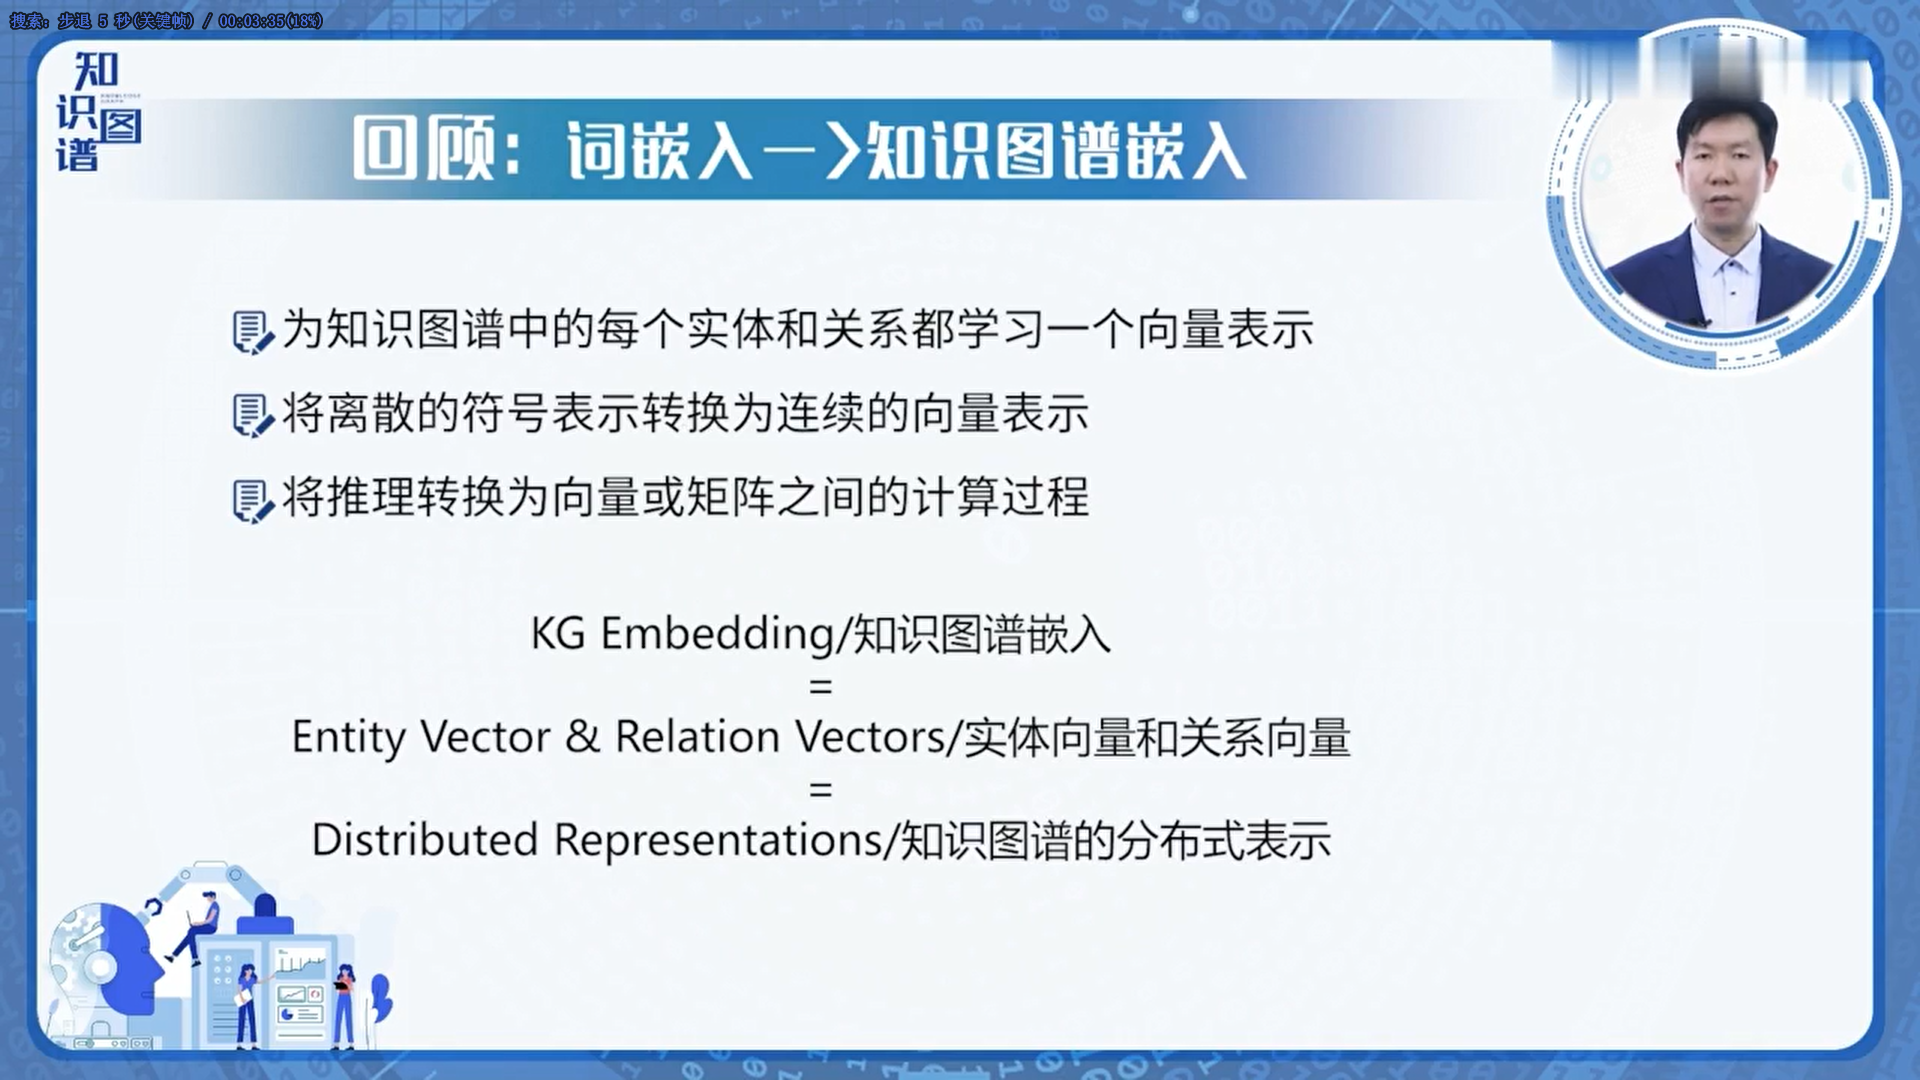 搜索: 步退 5 秒(关键帧) / 00:03:35(18%)
知识图谱
回顾：词嵌入—>知识图谱嵌入
为知识图谱中的每个实体和关系都学习一个向量表示
将离散的符号表示转换为连续的向量表示
将推理转换为向量或矩阵之间的计算过程
KG Embedding/知识图谱嵌入
=
Entity Vector & Relation Vectors/实体向量和关系向量
=
Distributed Representations/知识图谱的分布式表示